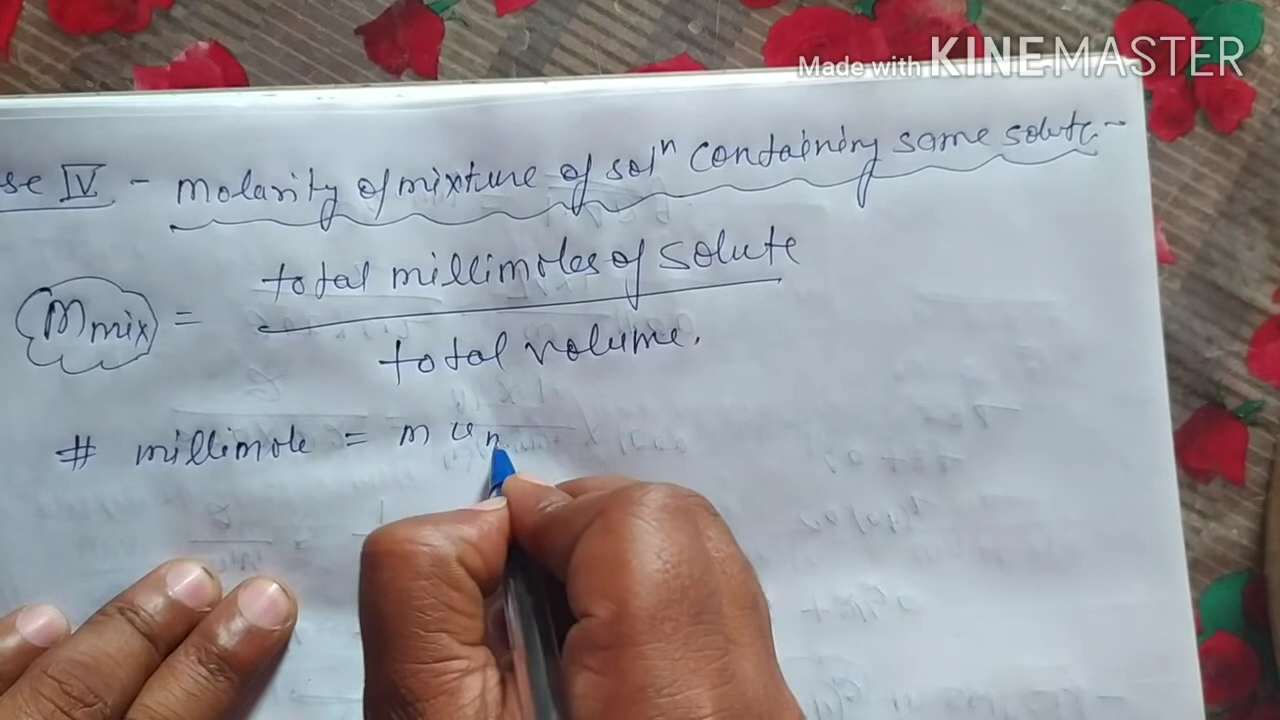 Made with KINEMASTER
se IV - Molarity of mixture of solⁿ containing same solute -
M mix = total millimoles of solute
total volume.
# millimole = M